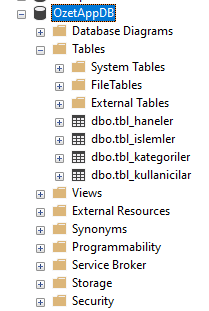 OzetAppDB
Database Diagrams
Tables
System Tables
FileTables
External Tables
dbo.tbl_haneler
dbo.tbl_islemler
dbo.tbl_kategoriler
dbo.tbl_kullanicilar
Views
External Resources
Synonyms
Programmability
Service Broker
Storage
Security